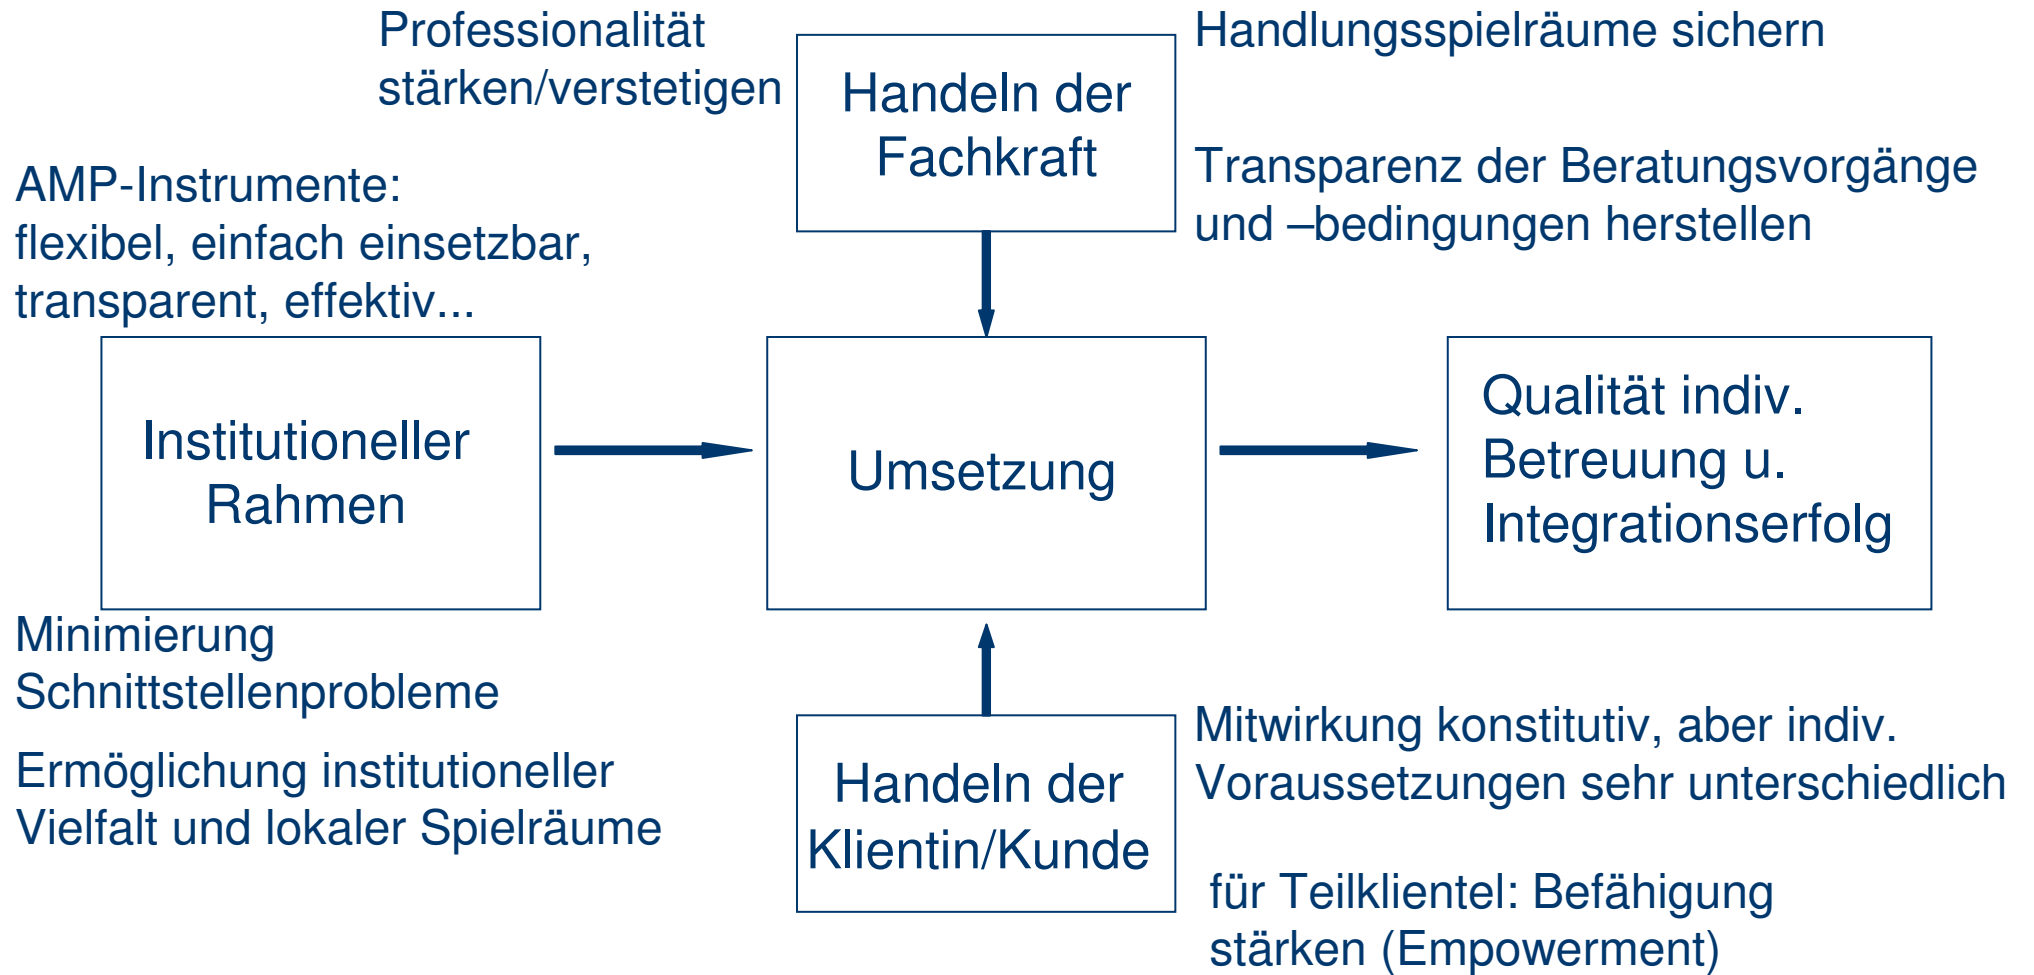 Professionalität
stärken/verstetigen
Handeln der
Fachkraft
Handlungsspielräume sichern
Transparenz der Beratungsvorgänge
und –bedingungen herstellen
AMP-Instrumente:
flexibel, einfach einsetzbar,
transparent, effektiv...
Institutioneller
Rahmen
Umsetzung
Qualität indiv.
Betreuung u.
Integrationserfolg
Minimierung
Schnittstellenprobleme
Ermöglichung institutioneller
Vielfalt und lokaler Spielräume
Handeln der
Klientin/Kunde
Mitwirkung konstitutiv, aber indiv.
Voraussetzungen sehr unterschiedlich
für Teilklientel: Befähigung
stärken (Empowerment)